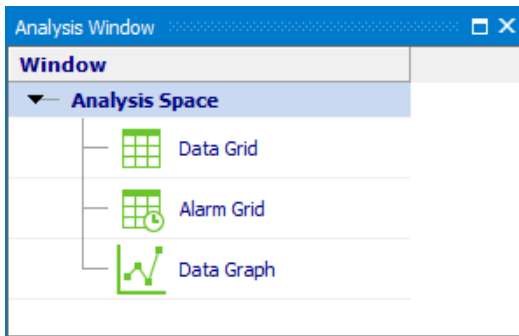 Analysis Window
Window
Analysis Space
Data Grid
Alarm Grid
Data Graph